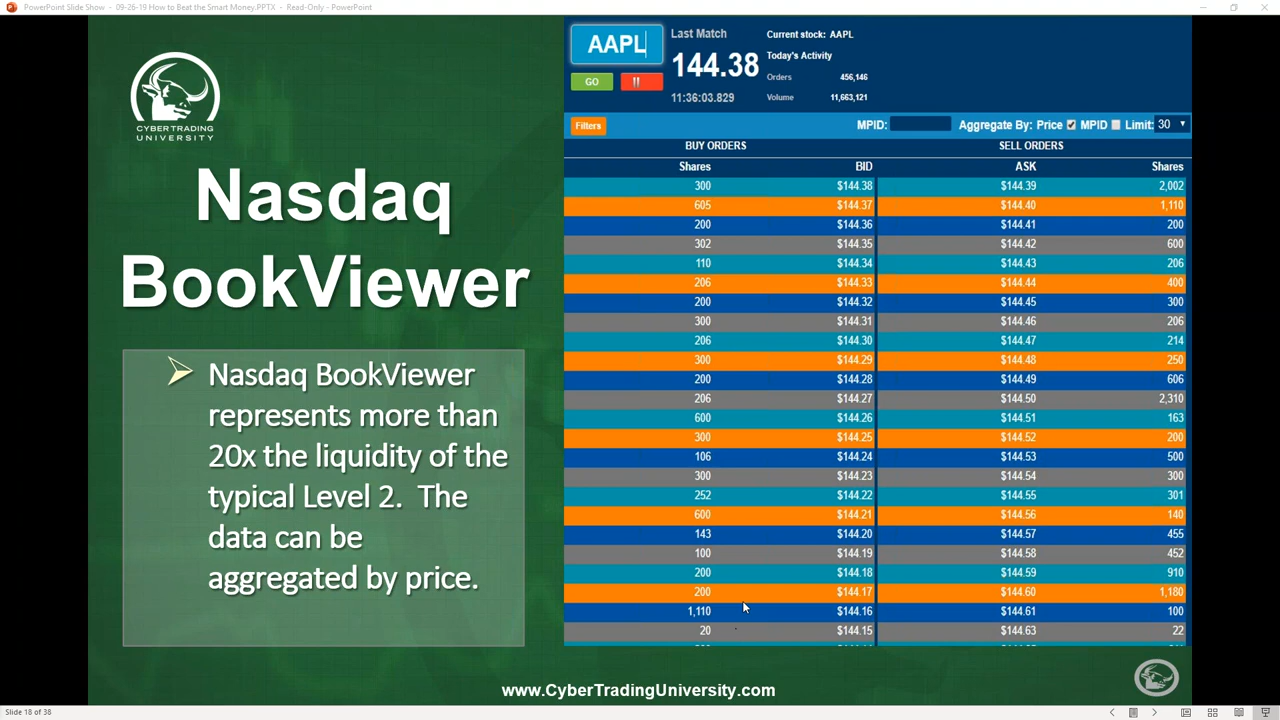 PowerPoint Slide Show - 09-26-19 How to Beat the Smart Money.PPTX - Read-Only - PowerPoint
CYBERTRADING
UNIVERSITY
Nasdaq
BookViewer
Nasdaq BookViewer
represents more than
20x the liquidity of the
typical Level 2. The
data can be
aggregated by price.
AAPL
GO
Last Match
144.38
11:36:03.829
Current stock: AAPL
Today's Activity
Orders 456,146
Volume 11,663,121
Filters MPID: Aggregate By: Price MPID Limit: 30
BUY ORDERS SELL ORDERS
Shares BID ASK Shares
300 $144.38 $144.39 2,002
605 $144.37 $144.40 1,110
200 $144.36 $144.41 200
302 $144.35 $144.42 600
110 $144.34 $144.43 206
206 $144.33 $144.44 400
200 $144.32 $144.45 300
300 $144.31 $144.46 206
206 $144.30 $144.47 214
300 $144.29 $144.48 250
200 $144.28 $144.49 606
206 $144.27 $144.50 2,310
600 $144.26 $144.51 163
300 $144.25 $144.52 200
106 $144.24 $144.53 500
300 $144.23 $144.54 300
252 $144.22 $144.55 301
600 $144.21 $144.56 140
143 $144.20 $144.57 455
100 $144.19 $144.58 452
200 $144.18 $144.59 910
200 $144.17 $144.60 1,180
1,110 $144.16 $144.61 100
20 $144.15 $144.63 22
www.CyberTradingUniversity.com
Slide 18 of 38